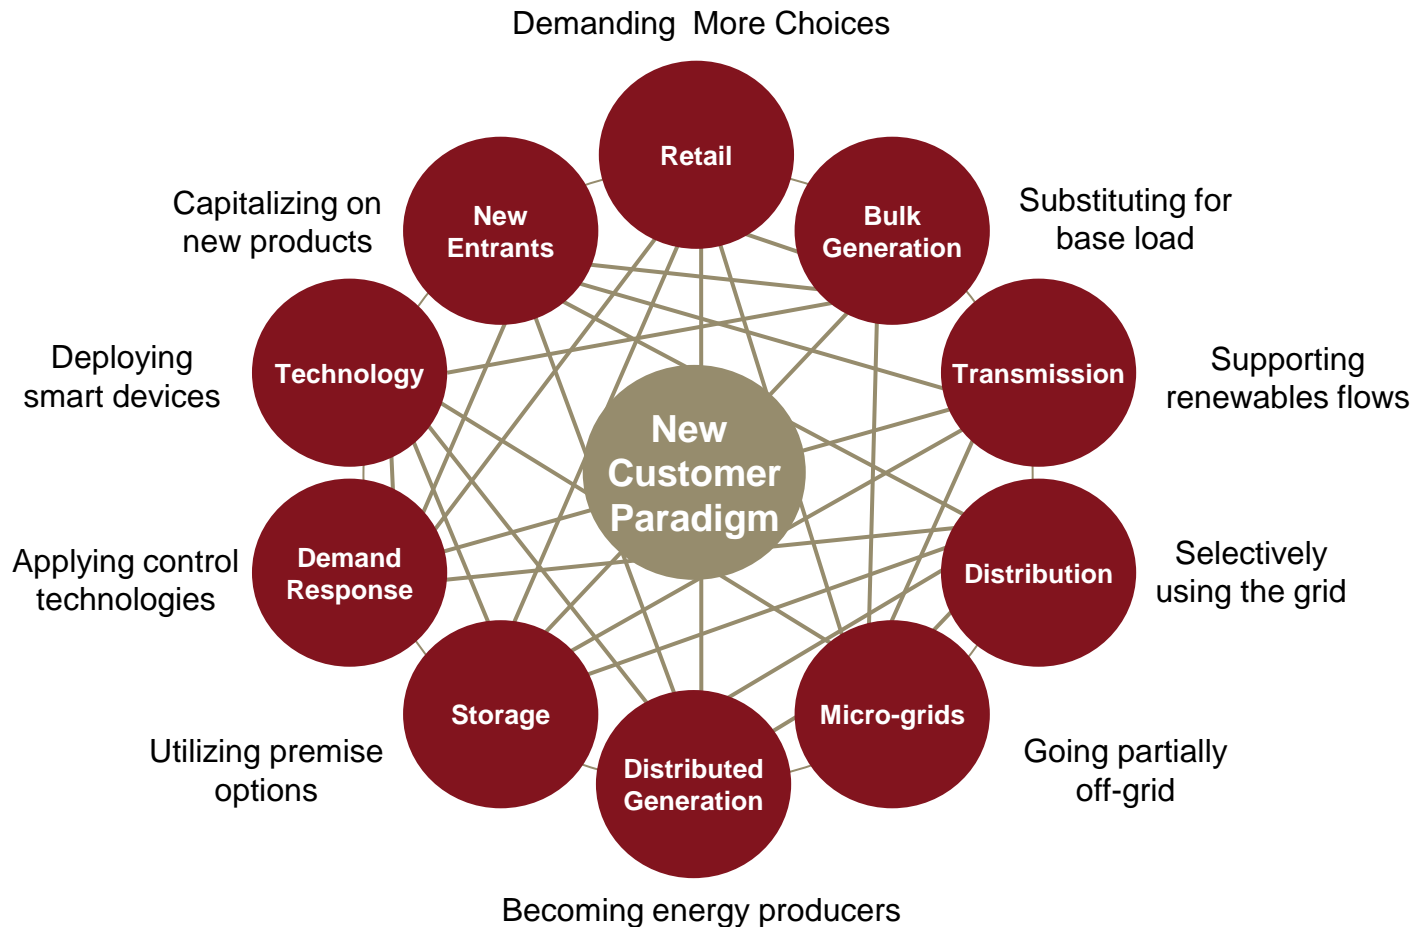 Demanding  More Choices
Retail
New
Entrants
Bulk
Generation
Capitalizing on
new products
Substituting for
base load
Technology
Transmission
Deploying
smart devices
Supporting
renewables flows
New
Customer
Paradigm
Demand
Response
Distribution
Applying control
technologies
Selectively
using the grid
Storage
Micro-grids
Utilizing premise
options
Distributed
Generation
Going partially
off-grid
Becoming energy producers